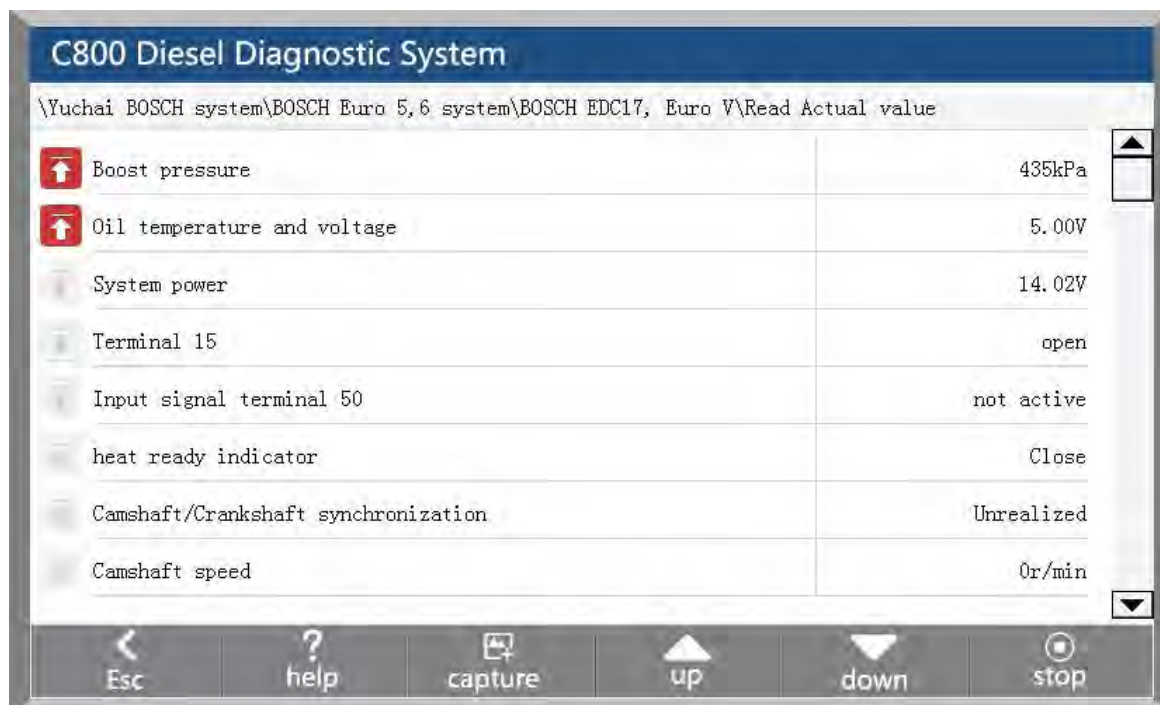 C800 Diesel Diagnostic System
\Yuchai BOSCH system\BOSCH Euro 5,6 system\BOSCH EDC17, Euro V\Read Actual value
Boost pressure 435kPa
Oil temperature and voltage 5.00V
System power 14.02V
Terminal 15 open
Input signal terminal 50 not active
heat ready indicator Close
Camshaft/Crankshaft synchronization Unrealized
Camshaft speed 0r/min
Esc help capture up down stop